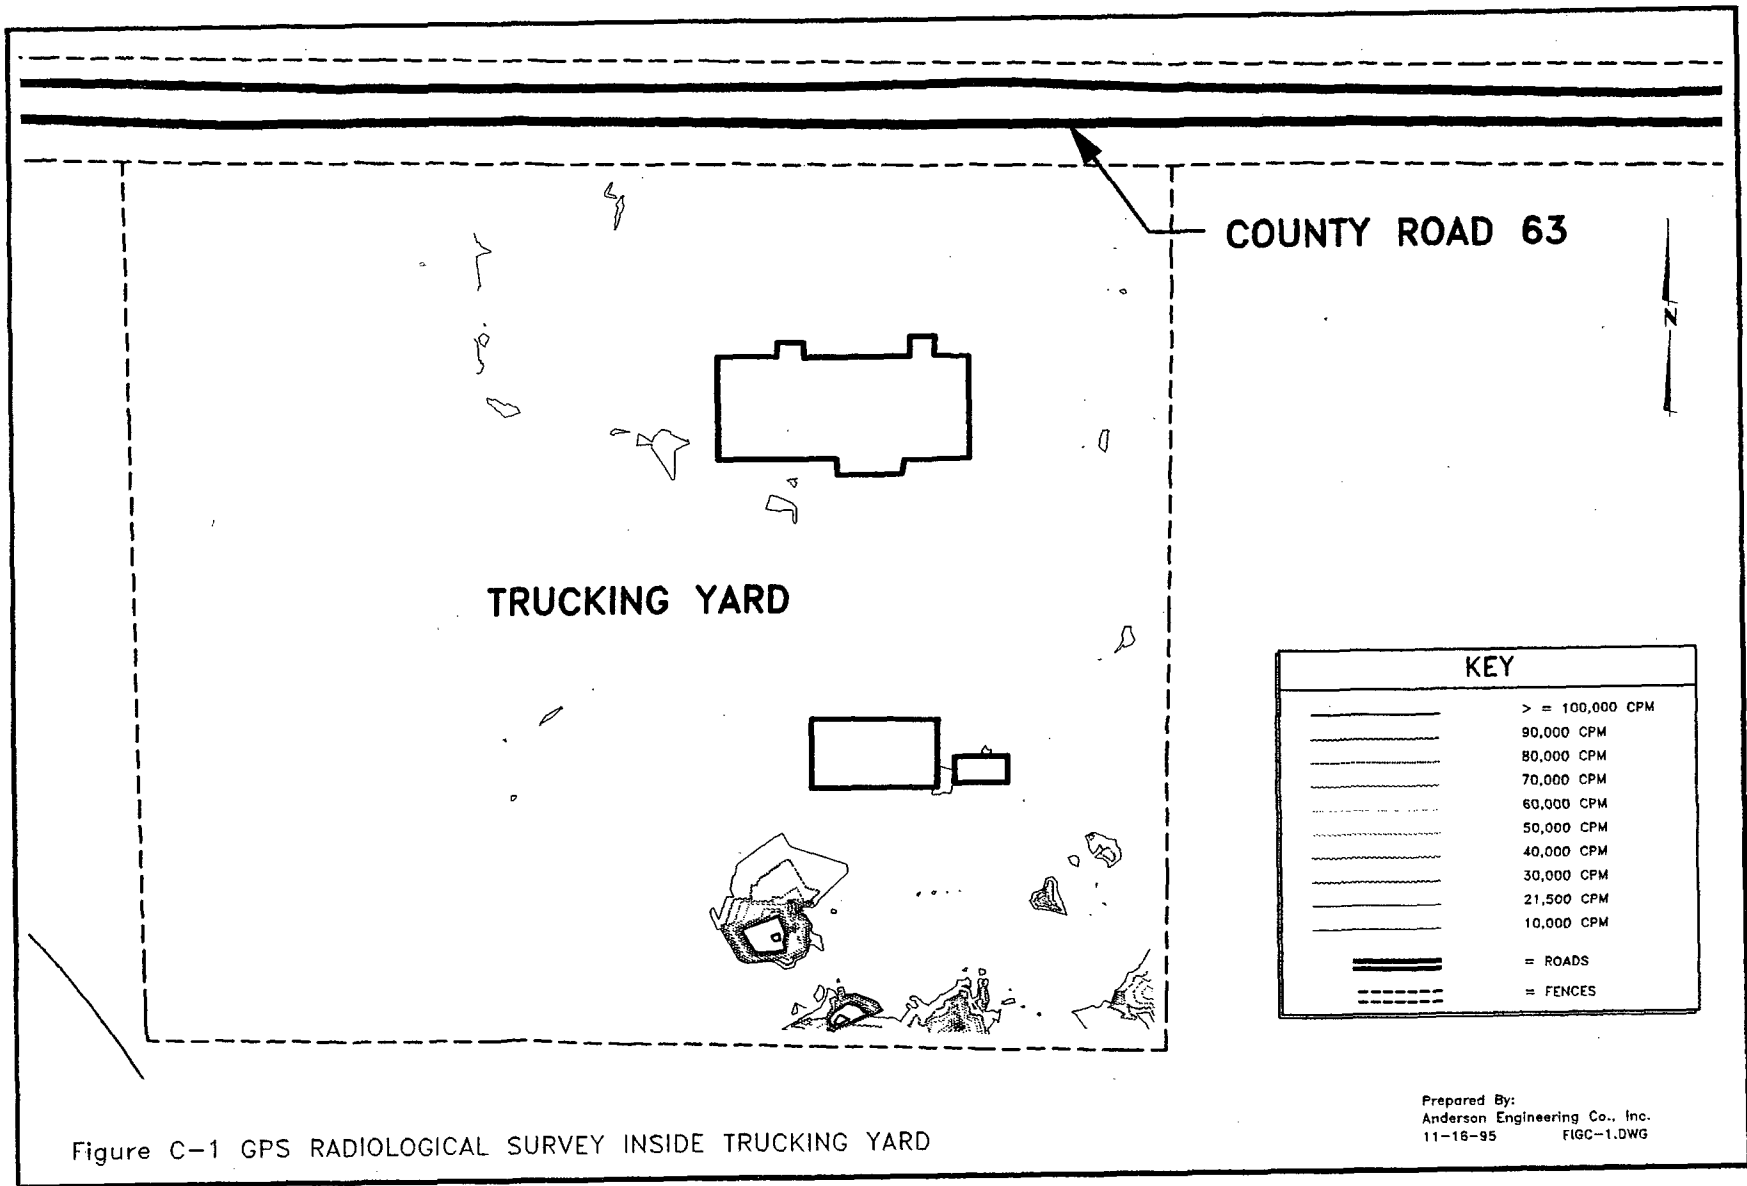 COUNTY ROAD 63
N
TRUCKING YARD
KEY
> = 100,000 CPM
90,000 CPM
80,000 CPM
70,000 CPM
60,000 CPM
50,000 CPM
40,000 CPM
30,000 CPM
21,500 CPM
10,000 CPM
= ROADS
= FENCES
Prepared By:
Anderson Engineering Co., Inc.
11-16-95 FIGC-1.DWG
Figure C-1 GPS RADIOLOGICAL SURVEY INSIDE TRUCKING YARD